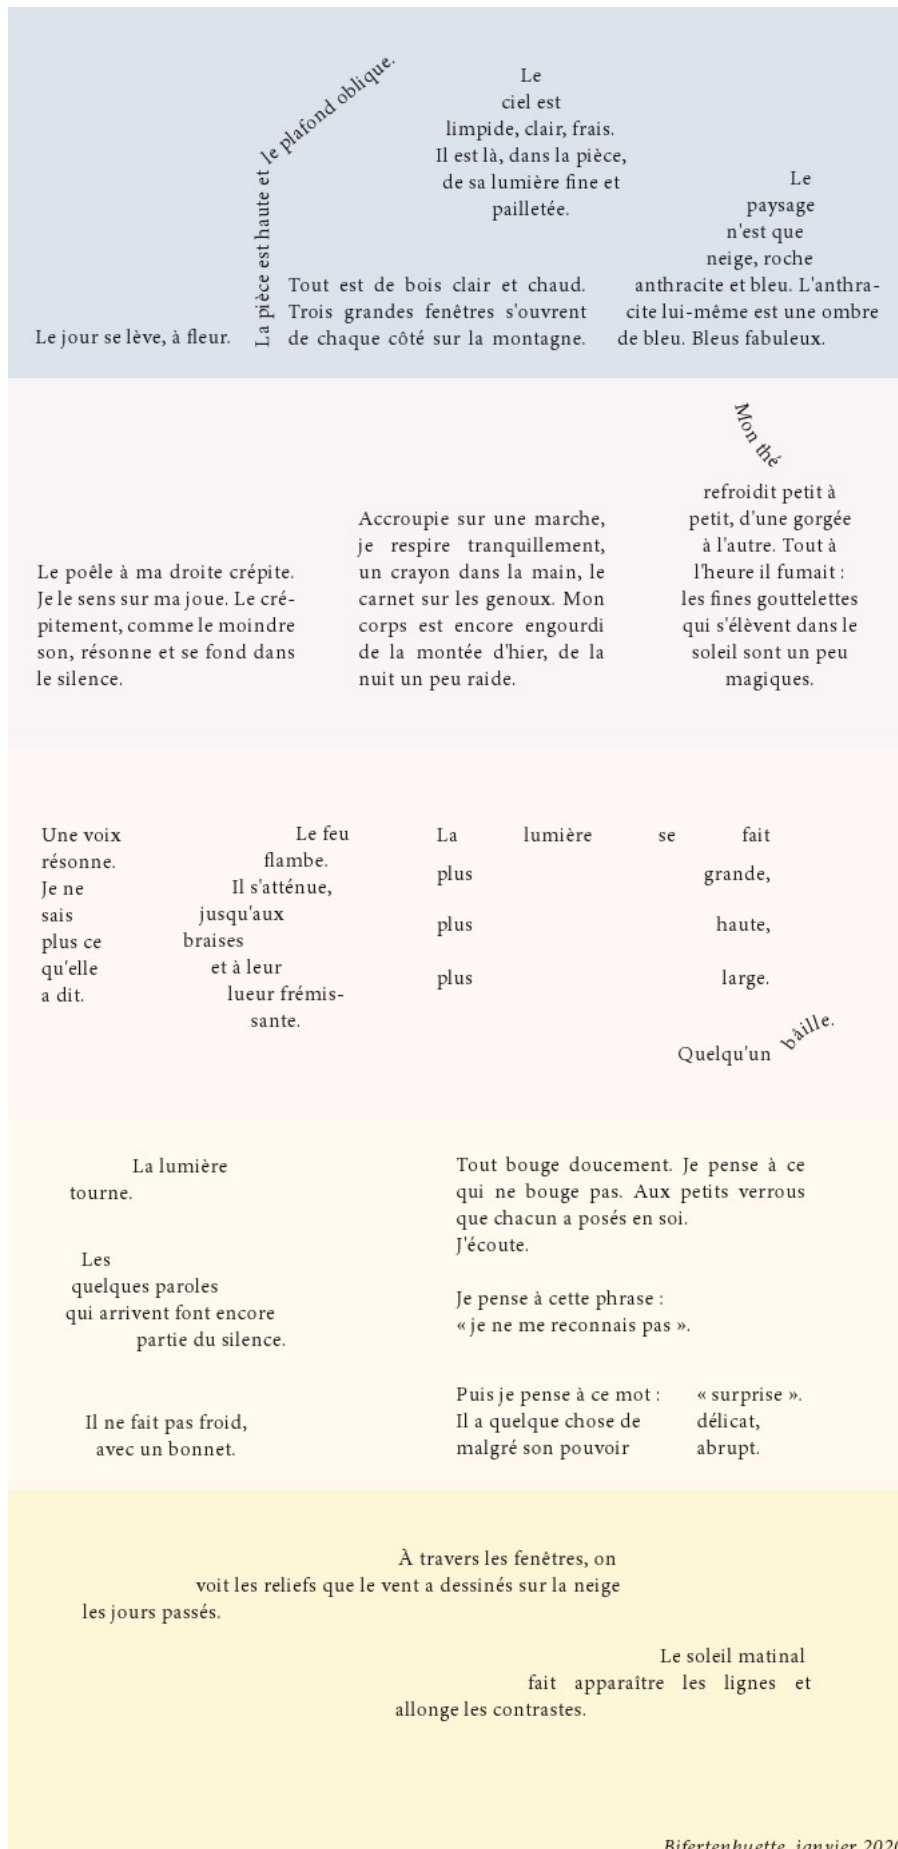 Le jour se lève, à fleur.
La pièce est haute et le plafond oblique.
Tout est de bois clair et chaud.
Trois grandes fenêtres s'ouvrent
de chaque côté sur la montagne.
Le
ciel est
limpide, clair, frais.
Il est là, dans la pièce,
de sa lumière fine et
pailletée.
Le
paysage
n'est que
neige, roche
anthracite et bleu. L'anthra-
cite lui-même est une ombre
de bleu. Bleus fabuleux.
Le poêle à ma droite crépite.
Je le sens sur ma joue. Le cré-
pitement, comme le moindre
son, résonne et se fond dans
le silence.
Accroupie sur une marche,
je respire tranquillement,
un crayon dans la main, le
carnet sur les genoux. Mon
corps est encore engourdi
de la montée d'hier, de la
nuit un peu raide.
Mon thé
refroidit petit à
petit, d'une gorgée
à l'autre. Tout à
l'heure il fumait :
les fines gouttelettes
qui s'élèvent dans le
soleil sont un peu
magiques.
Une voix
résonne.
Je ne
sais
plus ce
qu'elle
a dit.
Le feu
flambe.
Il s'atténue,
jusqu'aux
braises
et à leur
lueur frémis-
sante.
La lumière se fait
plus grande,
plus haute,
plus large.
Quelqu'un bâille.
La lumière
tourne.
Les
quelques paroles
qui arrivent font encore
partie du silence.
Il ne fait pas froid,
avec un bonnet.
Tout bouge doucement. Je pense à ce
qui ne bouge pas. Aux petits verrous
que chacun a posés en soi.
J'écoute.
Je pense à cette phrase :
« je ne me reconnais pas ».
Puis je pense à ce mot : « surprise ».
Il a quelque chose de délicat,
malgré son pouvoir abrupt.
À travers les fenêtres, on
voit les reliefs que le vent a dessinés sur la neige
les jours passés.
Le soleil matinal
fait apparaître les lignes et
allonge les contrastes.
Bifertenhuette, janvier 2020